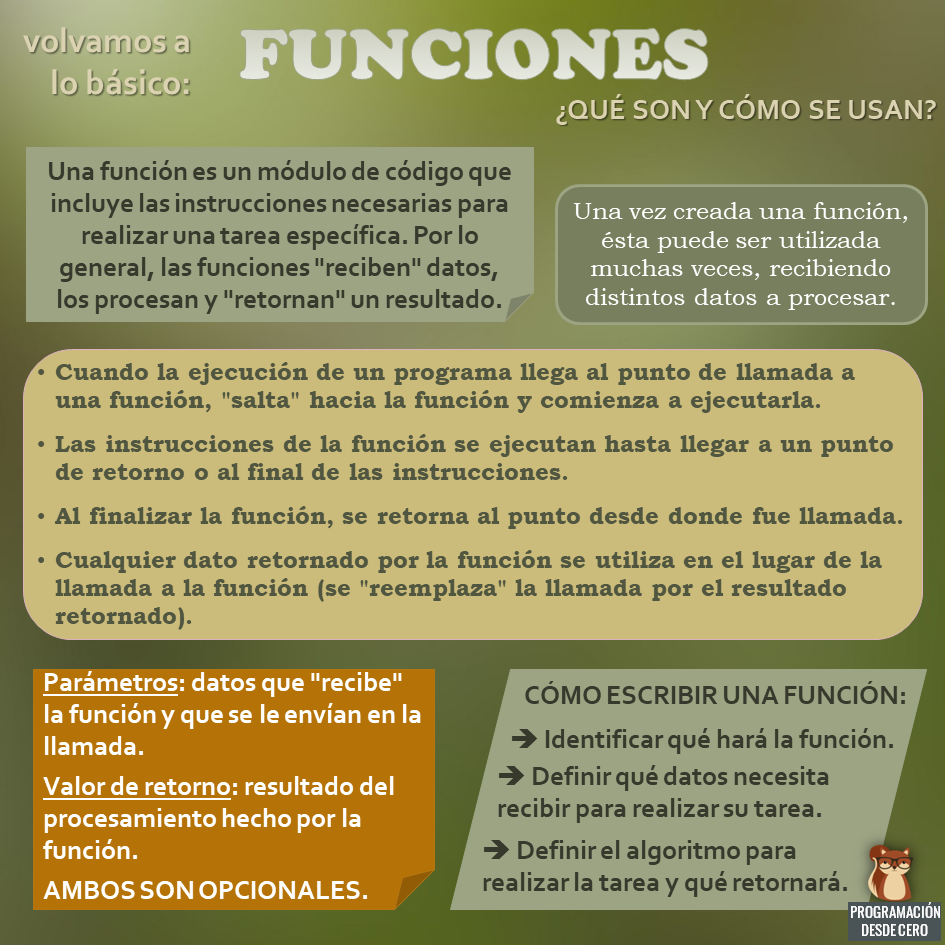 volvamos a
lo básico:
FUNCIONES
¿QUÉ SON Y CÓMO SE USAN?
Una función es un módulo de código que
incluye las instrucciones necesarias para
realizar una tarea específica. Por lo
general, las funciones "reciben" datos,
los procesan y "retornan" un resultado.
Una vez creada una función,
ésta puede ser utilizada
muchas veces, recibiendo
distintos datos a procesar.
• Cuando la ejecución de un programa llega al punto de llamada a
una función, "salta" hacia la función y comienza a ejecutarla.
• Las instrucciones de la función se ejecutan hasta llegar a un punto
de retorno o al final de las instrucciones.
• Al finalizar la función, se retorna al punto desde donde fue llamada.
• Cualquier dato retornado por la función se utiliza en el lugar de la
llamada a la función (se "reemplaza" la llamada por el resultado
retornado).
Parámetros: datos que "recibe"
la función y que se le envían en la
llamada.
Valor de retorno: resultado del
procesamiento hecho por la
función.
AMBOS SON OPCIONALES.
CÓMO ESCRIBIR UNA FUNCIÓN:
➔ Identificar qué hará la función.
➔ Definir qué datos necesita
recibir para realizar su tarea.
➔ Definir el algoritmo para
realizar la tarea y qué retornará.
PROGRAMACIÓN
DESDE CERO